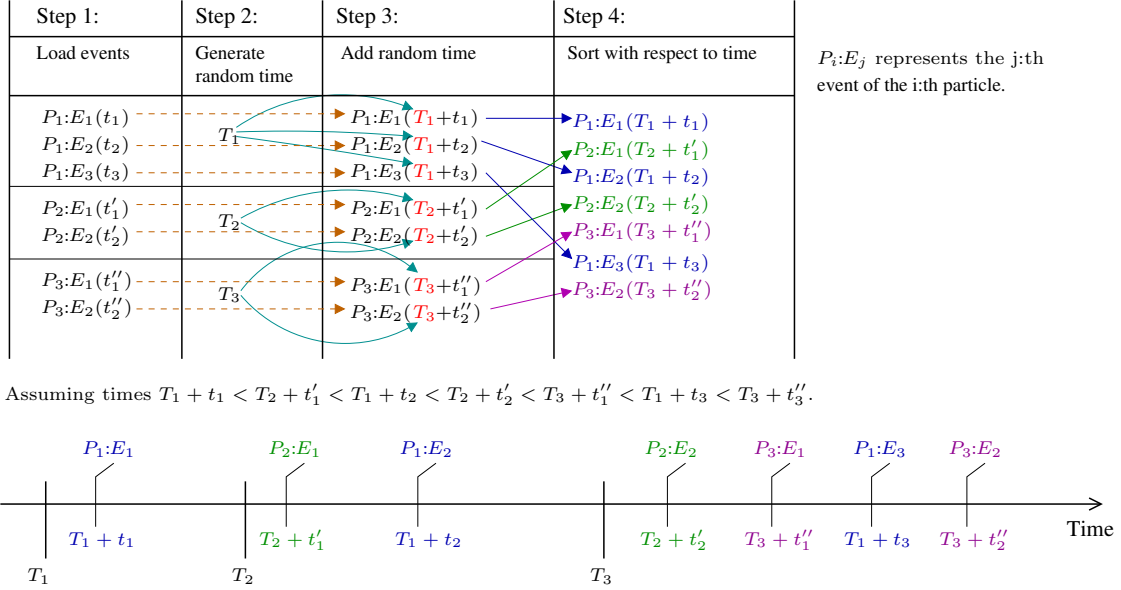 Step 1: Step 2: Step 3: Step 4:
Load events Generate random time Add random time Sort with respect to time
P₁:E₁(t₁) P₁:E₁(T₁+t₁) P₁:E₁(T₁ + t₁)
T₁
P₁:E₂(t₂) P₁:E₂(T₁+t₂) P₂:E₁(T₂ + t′₁)
P₁:E₃(t₃) P₁:E₃(T₁+t₃) P₁:E₂(T₁ + t₂)
P₂:E₁(t′₁) P₂:E₁(T₂+t′₁) P₂:E₂(T₂ + t′₂)
T₂
P₂:E₂(t′₂) P₂:E₂(T₂+t′₂) P₃:E₁(T₃ + t″₁)
P₁:E₃(T₁ + t₃)
P₃:E₁(t″₁) P₃:E₁(T₃+t″₁) P₃:E₂(T₃ + t″₂)
T₃
P₃:E₂(t″₂) P₃:E₂(T₃+t″₂)
Pᵢ:Eⱼ represents the j:th
event of the i:th particle.
Assuming times T₁ + t₁ < T₂ + t′₁ < T₁ + t₂ < T₂ + t′₂ < T₃ + t″₁ < T₁ + t₃ < T₃ + t″₃.
P₁:E₁ P₂:E₁ P₁:E₂ P₂:E₂ P₃:E₁ P₁:E₃ P₃:E₂
T₁ + t₁ T₂ + t′₁ T₁ + t₂ T₂ + t′₂ T₃ + t″₁ T₁ + t₃ T₃ + t″₂
Time
T₁ T₂ T₃